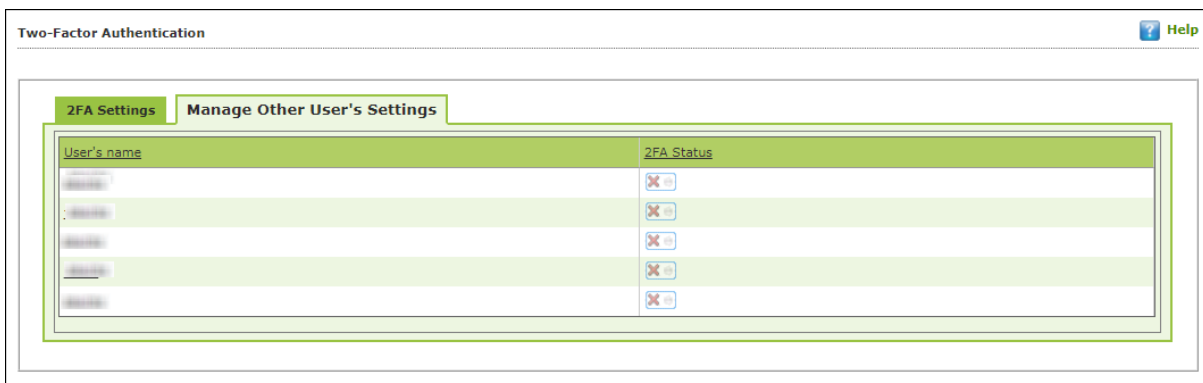 Two-Factor Authentication
Help
2FA Settings
Manage Other User's Settings
User's name
2FA Status